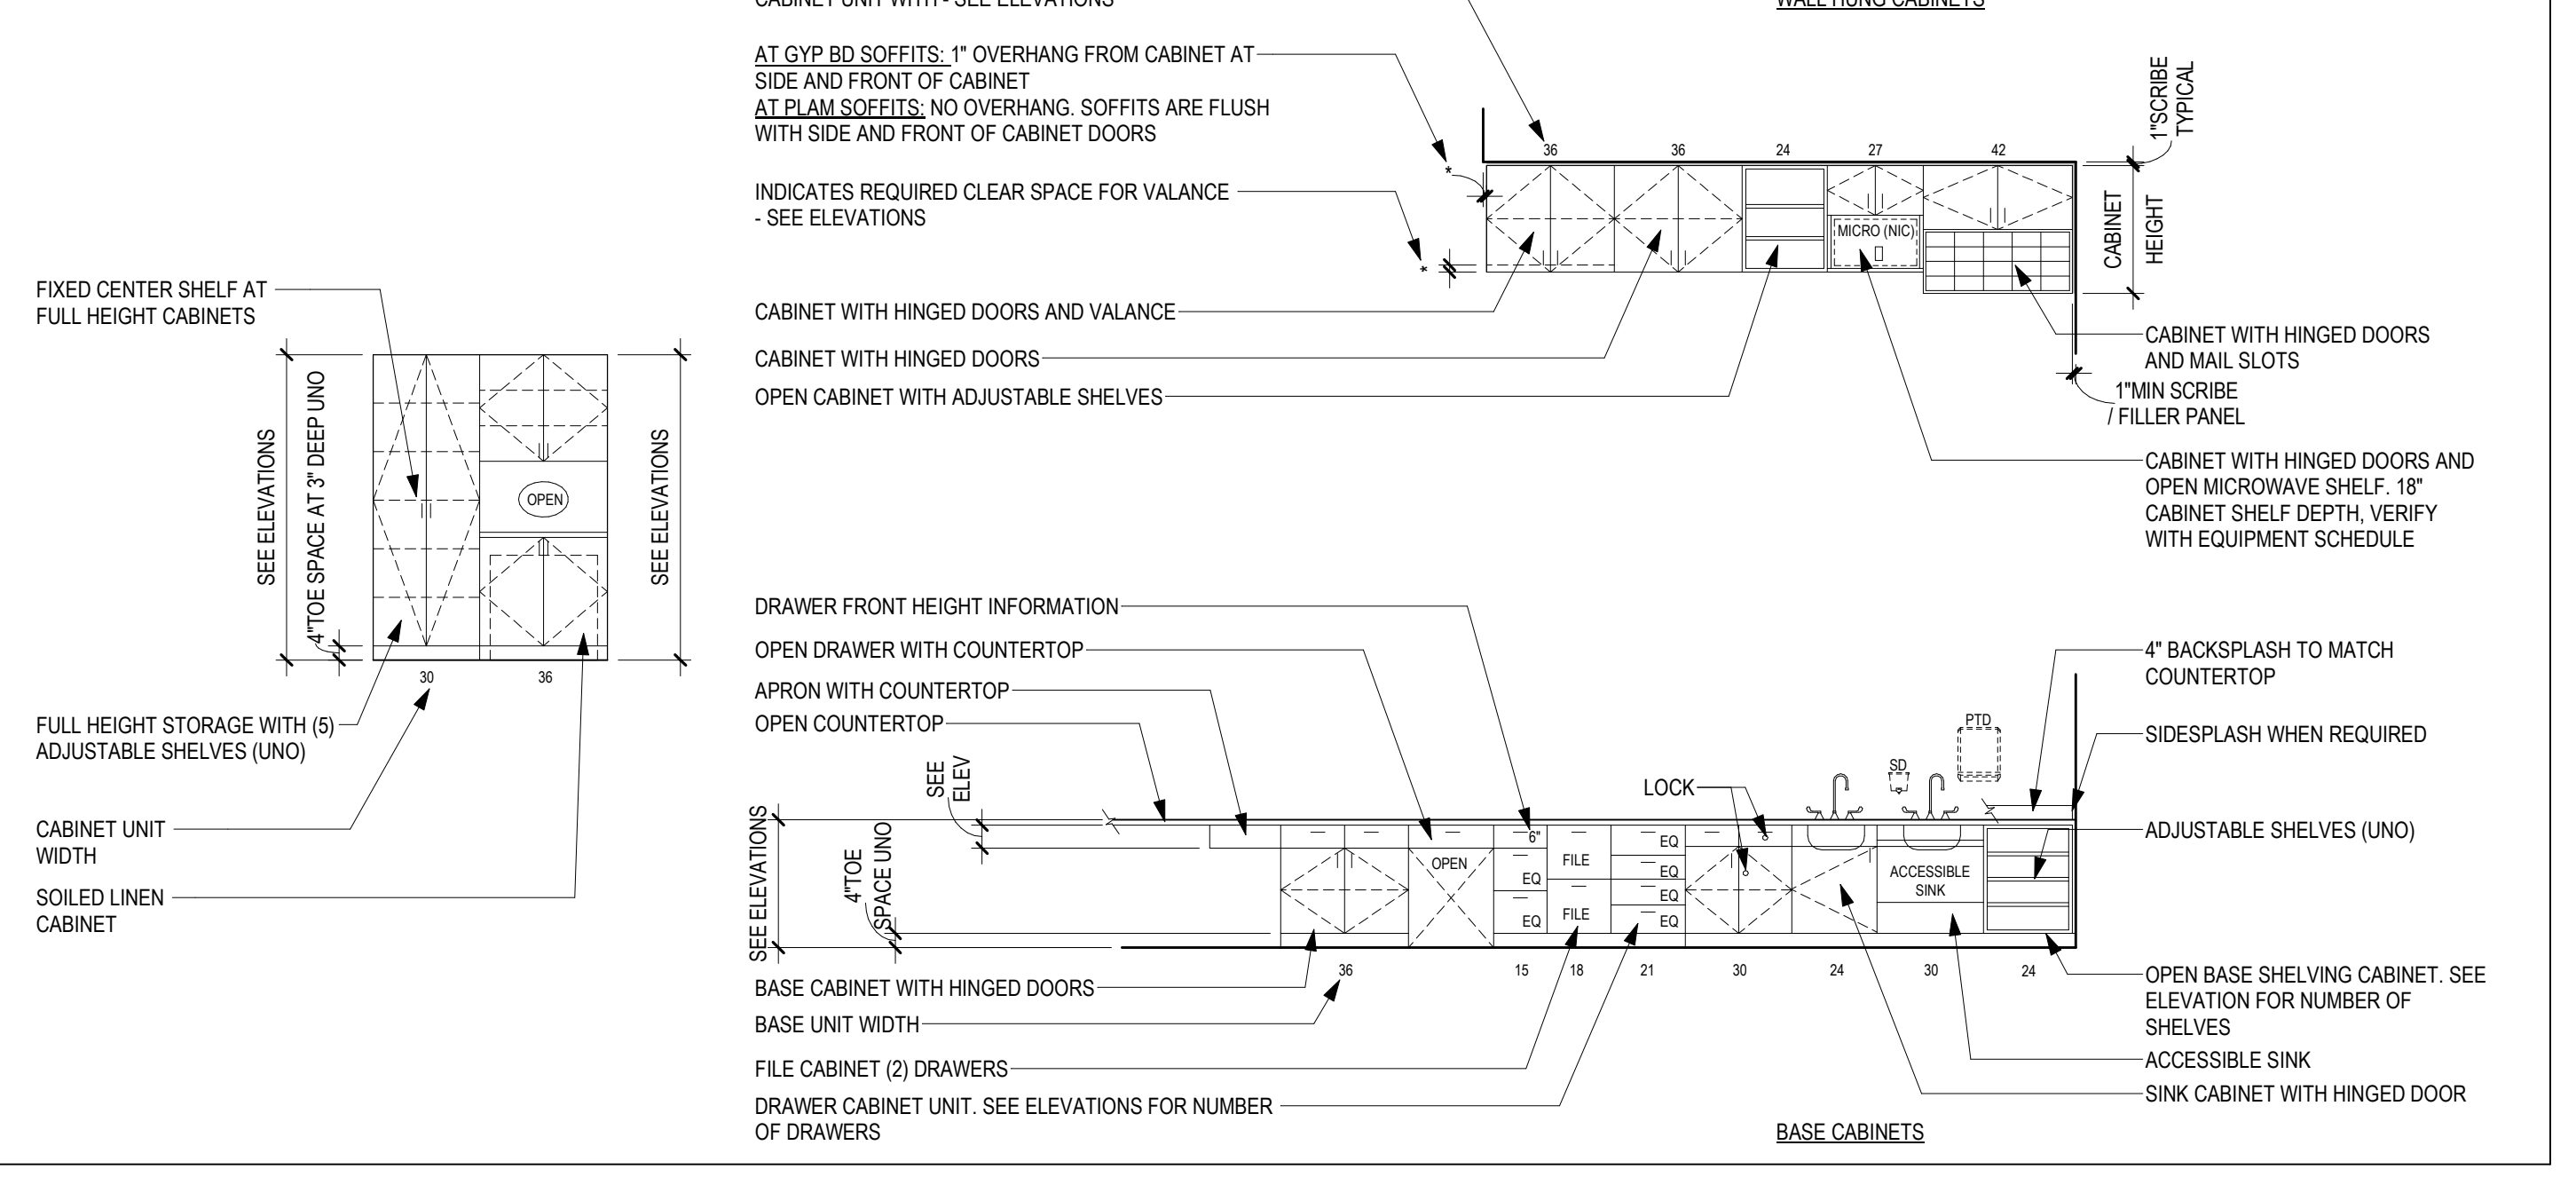 CABINET UNIT WITH - SEE ELEVATIONS
WALL HUNG CABINETS
AT GYP BD SOFFITS: 1" OVERHANG FROM CABINET AT
SIDE AND FRONT OF CABINET
AT PLAM SOFFITS: NO OVERHANG. SOFFITS ARE FLUSH
WITH SIDE AND FRONT OF CABINET DOORS
INDICATES REQUIRED CLEAR SPACE FOR VALANCE
- SEE ELEVATIONS
*
*
36
36
24
27
42
1"SCRIBE
TYPICAL
MICRO (NIC)
CABINET
HEIGHT
CABINET WITH HINGED DOORS AND VALANCE
CABINET WITH HINGED DOORS
OPEN CABINET WITH ADJUSTABLE SHELVES
CABINET WITH HINGED DOORS
AND MAIL SLOTS
1"MIN SCRIBE
/ FILLER PANEL
CABINET WITH HINGED DOORS AND
OPEN MICROWAVE SHELF. 18"
CABINET SHELF DEPTH, VERIFY
WITH EQUIPMENT SCHEDULE
FIXED CENTER SHELF AT
FULL HEIGHT CABINETS
SEE ELEVATIONS
4"TOE SPACE AT 3" DEEP UNO
OPEN
SEE ELEVATIONS
30
36
FULL HEIGHT STORAGE WITH (5)
ADJUSTABLE SHELVES (UNO)
CABINET UNIT
WIDTH
SOILED LINEN
CABINET
DRAWER FRONT HEIGHT INFORMATION
OPEN DRAWER WITH COUNTERTOP
APRON WITH COUNTERTOP
OPEN COUNTERTOP
SEE
ELEV
SEE ELEVATIONS
4"TOE
SPACE UNO
OPEN
6"
EQ
EQ
FILE
FILE
EQ
EQ
EQ
EQ
LOCK
SD
PTD
ACCESSIBLE
SINK
4" BACKSPLASH TO MATCH
COUNTERTOP
SIDESPLASH WHEN REQUIRED
ADJUSTABLE SHELVES (UNO)
36
15
18
21
30
24
30
24
BASE CABINET WITH HINGED DOORS
BASE UNIT WIDTH
FILE CABINET (2) DRAWERS
DRAWER CABINET UNIT. SEE ELEVATIONS FOR NUMBER
OF DRAWERS
OPEN BASE SHELVING CABINET. SEE
ELEVATION FOR NUMBER OF
SHELVES
ACCESSIBLE SINK
SINK CABINET WITH HINGED DOOR
BASE CABINETS